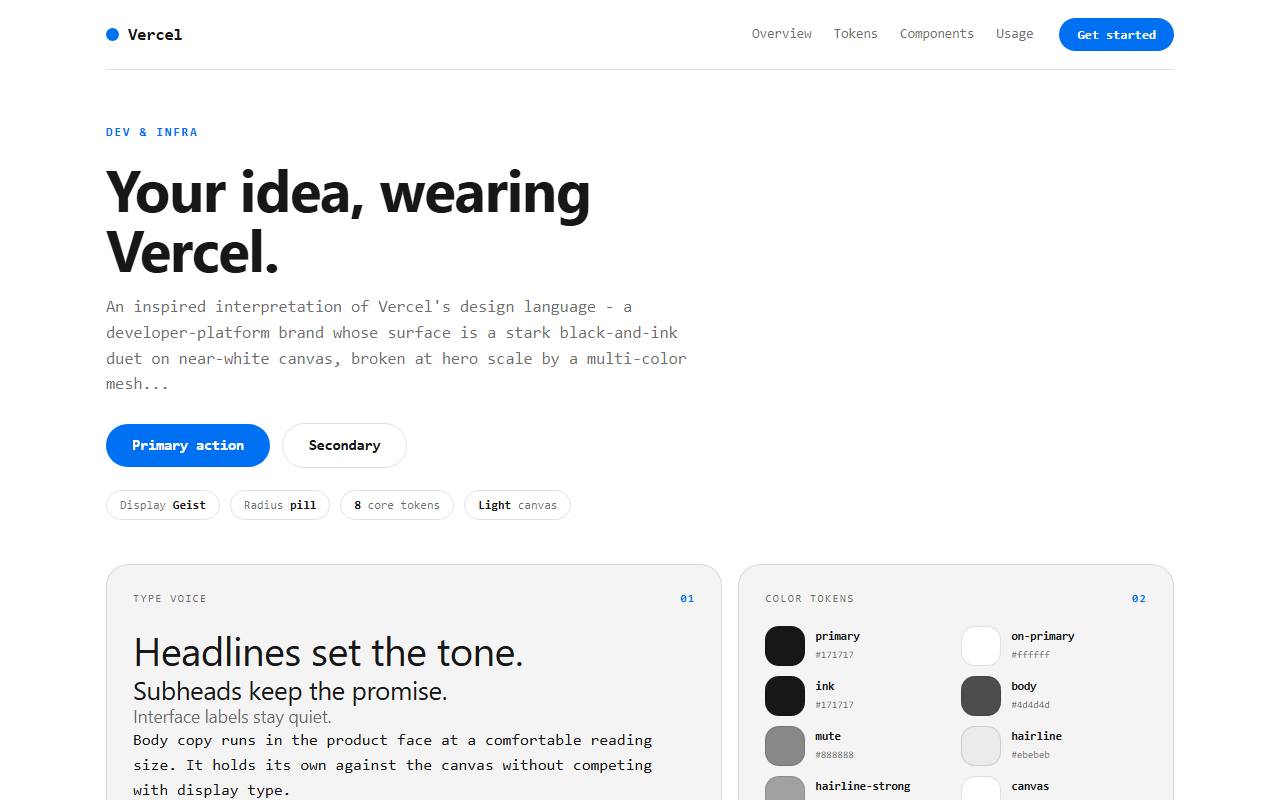 Vercel
Overview Tokens Components Usage Get started
DEV & INFRA
Your idea, wearing
Vercel.
An inspired interpretation of Vercel's design language - a
developer-platform brand whose surface is a stark black-and-ink
duet on near-white canvas, broken at hero scale by a multi-color
mesh...
Primary action Secondary
Display Geist Radius pill 8 core tokens Light canvas
TYPE VOICE 01
Headlines set the tone.
Subheads keep the promise.
Interface labels stay quiet.
Body copy runs in the product face at a comfortable reading
size. It holds its own against the canvas without competing
with display type.
COLOR TOKENS 02
primary
#171717
on-primary
#ffffff
ink
#171717
body
#4d4d4d
mute
#888888
hairline
#ebebeb
hairline-strong
canvas